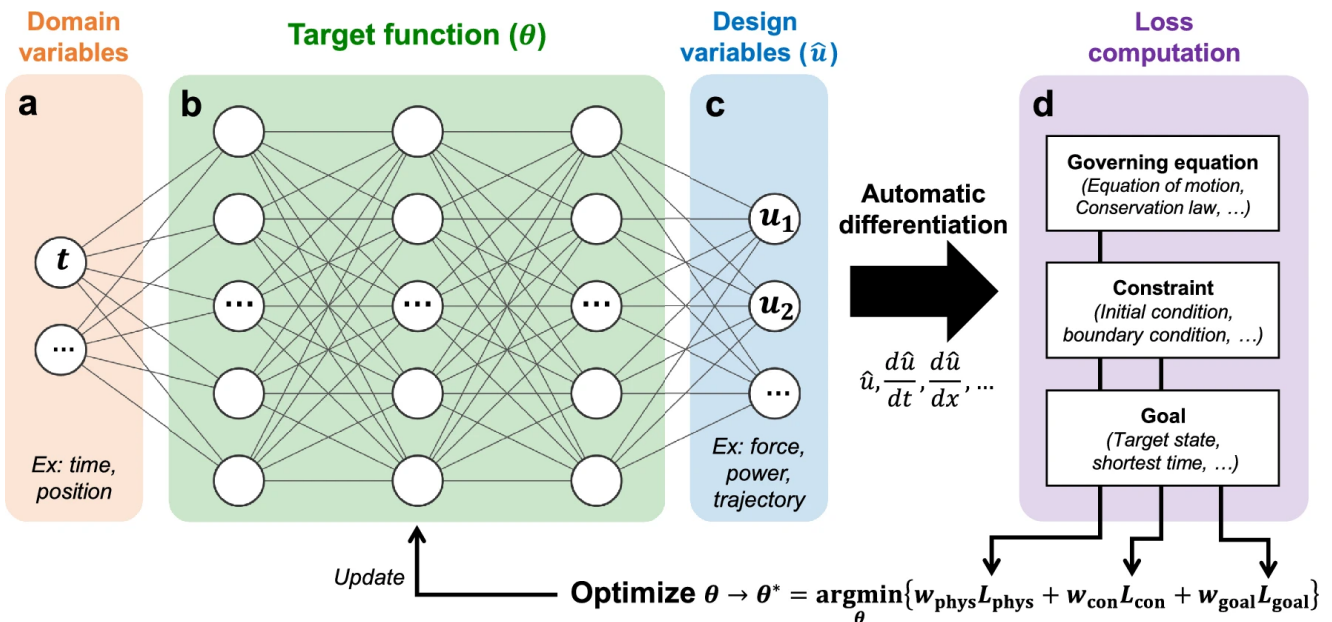 Domain
variables
Target function (θ)
Design
variables (û)
Loss
computation
a
b
c
d
t
...
...
...
...
u₁
u₂
...
Ex: time,
position
Ex: force,
power,
trajectory
Automatic
differentiation
û, dû/dt, dû/dx, ...
Governing equation
(Equation of motion,
Conservation law, ...)
Constraint
(Initial condition,
boundary condition, ...)
Goal
(Target state,
shortest time, ...)
Update
Optimize θ → θ* = argmin_θ{w_phys L_phys + w_con L_con + w_goal L_goal}